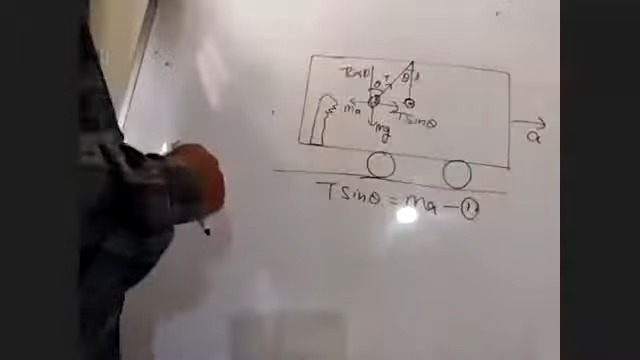 Tcosθ
θ
T
θ
ma
Tsinθ
mg
a
Tsinθ = ma — ①